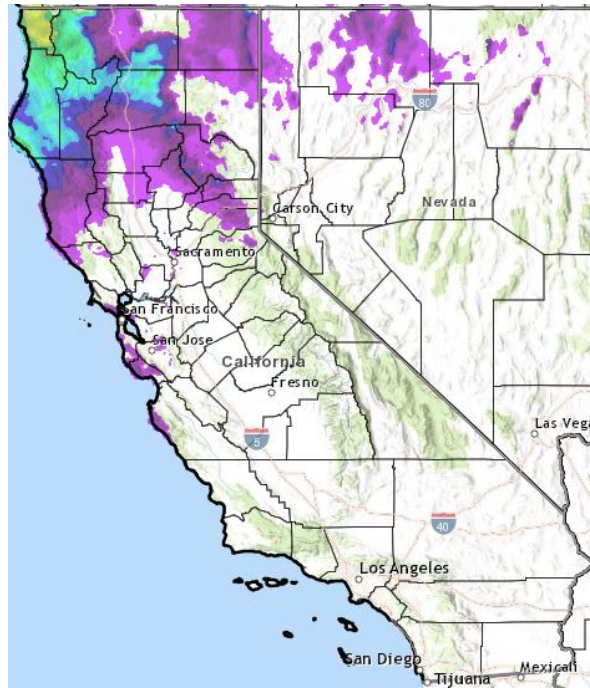 80
Nevada
Carson City
Sacramento
San Francisco
San Jose
California
Fresno
Las Vega
5
40
Los Angeles
San Diego
Tijuana
Mexicali